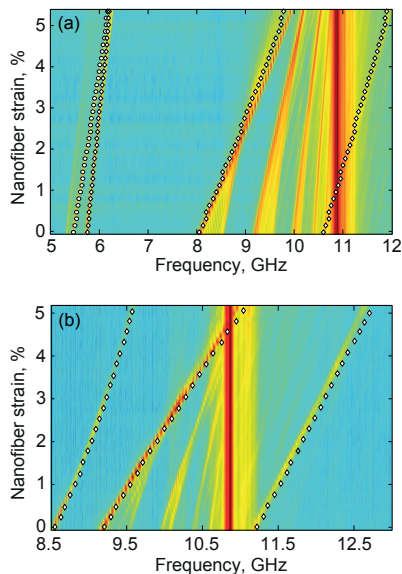 (a)
Nanofiber strain, %
5
4
3
2
1
0
5 6 7 8 9 10 11 12
Frequency, GHz
(b)
Nanofiber strain, %
5
4
3
2
1
0
8.5 9.5 10.5 11.5 12.5
Frequency, GHz